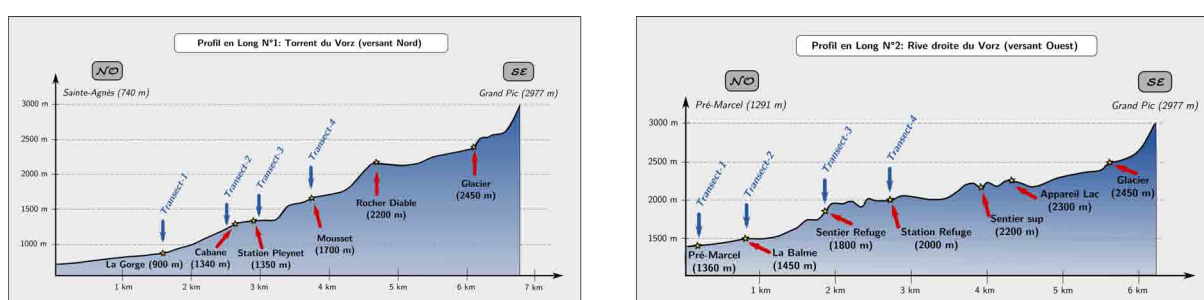 Profil en Long N°1: Torrent du Vorz (versant Nord)
NO
SE
Sainte-Agnès (740 m)
Grand Pic (2977 m)
3000 m
2500 m
2000 m
1500 m
1000 m
Transect-1
Transect-2
Transect-3
Transect-4
La Gorge (900 m)
Cabane
(1340 m)
Station Pleynet
(1350 m)
Mousset
(1700 m)
Rocher Diable
(2200 m)
Glacier
(2450 m)
1 km
2 km
3 km
4 km
5 km
6 km
7 km
Profil en Long N°2: Rive droite du Vorz (versant Ouest)
NO
SE
Pré-Marcel (1291 m)
Grand Pic (2977 m)
3000 m
2500 m
2000 m
1500 m
Transect-1
Transect-2
Transect-3
Transect-4
Pré-Marcel
(1360 m)
La Balme
(1450 m)
Sentier Refuge
(1800 m)
Station Refuge
(2000 m)
Sentier sup
(2200 m)
Appareil Lac
(2300 m)
Glacier
(2450 m)
1 km
2 km
3 km
4 km
5 km
6 km